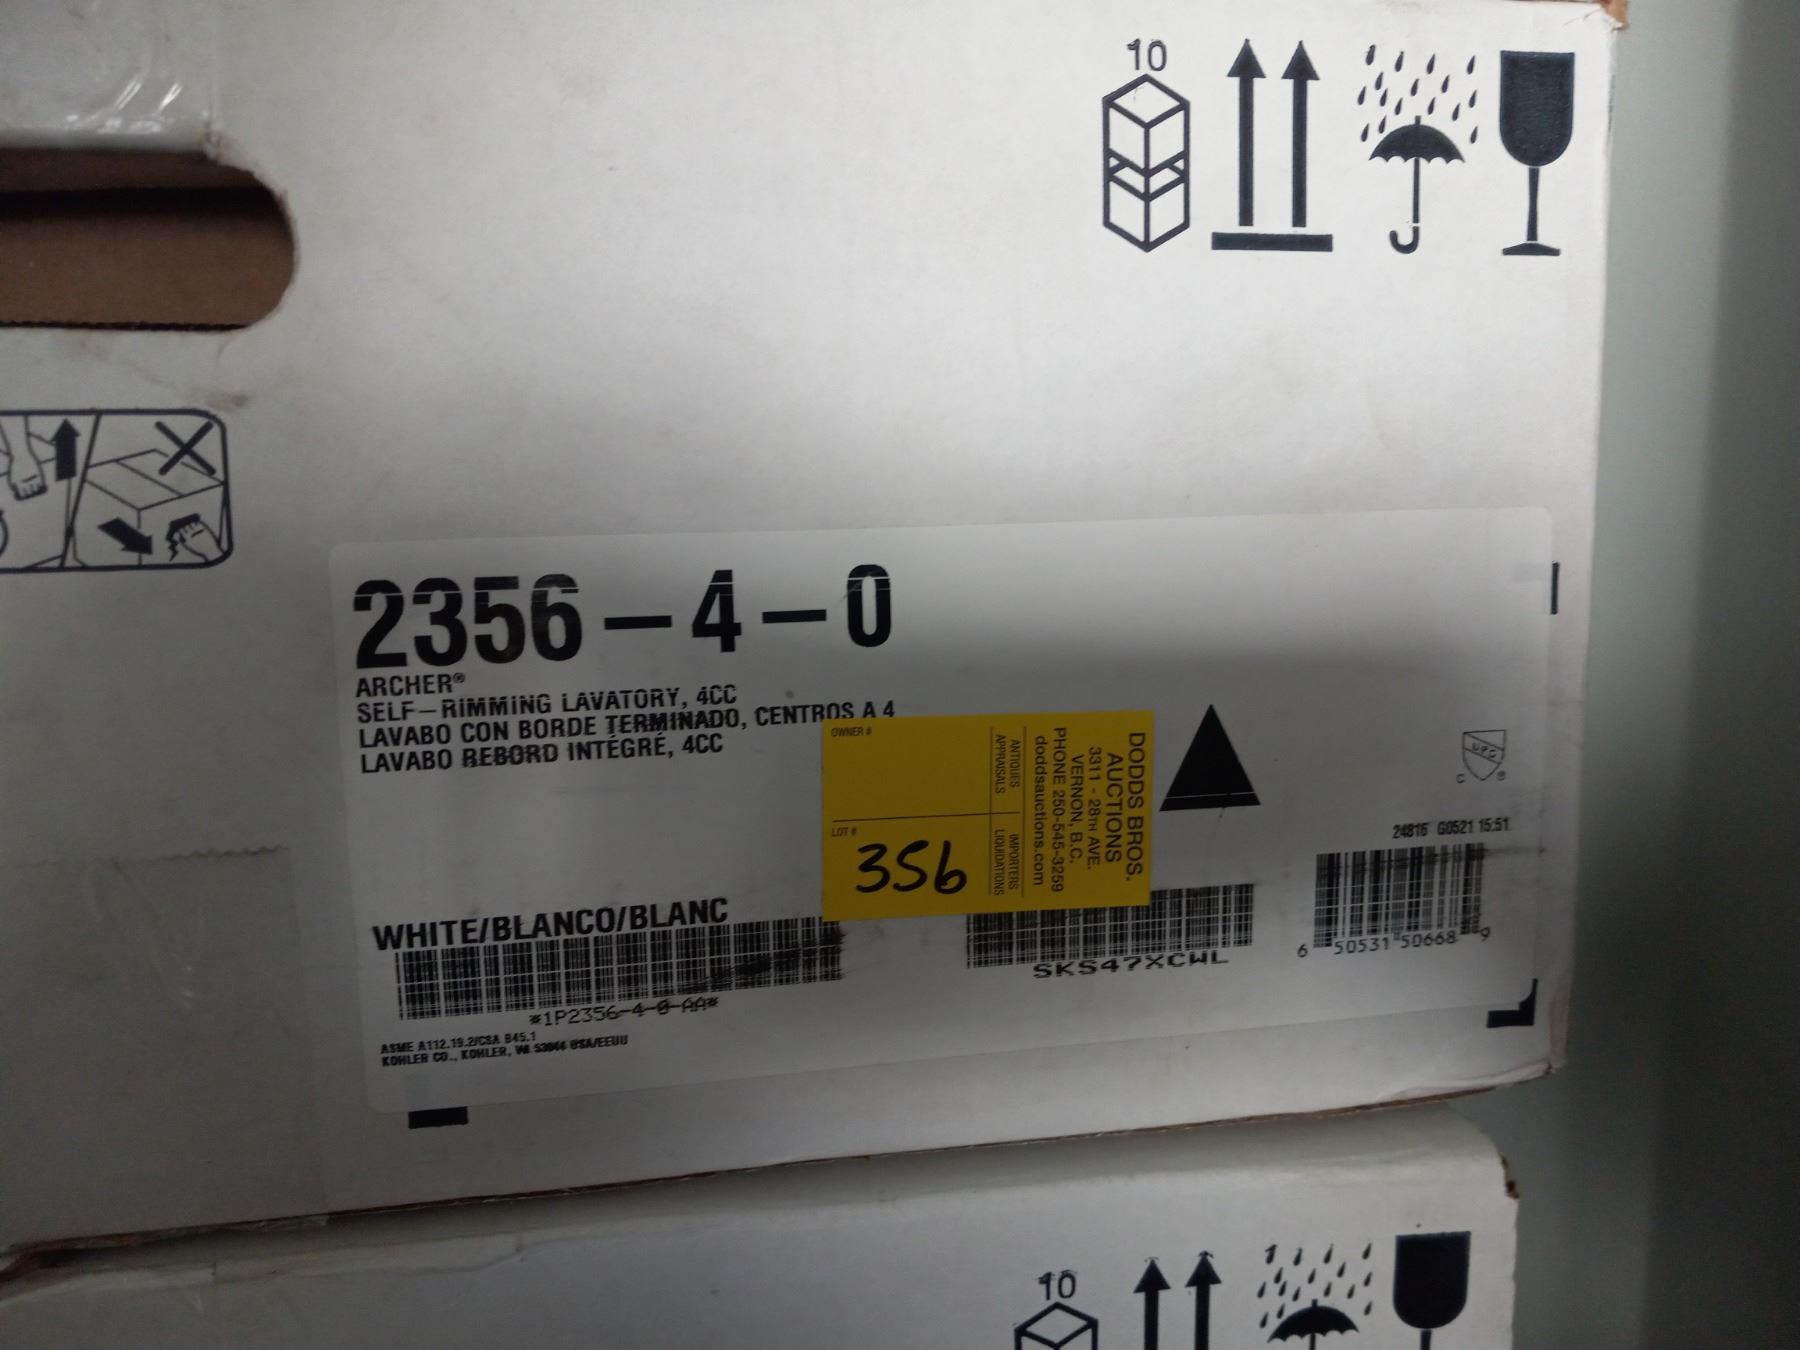 10
2356-4-0
ARCHER®
SELF-RIMMING LAVATORY, 4CC
LAVABO CON BORDE TERMINADO, CENTROS A 4
LAVABO REBORD INTÉGRÉ, 4CC
OWNER #
LOT #
356
ANTIQUES
APPRAISALS
IMPORTERS
LIQUIDATIONS
DODDS BROS.
AUCTIONS
3311 - 28TH AVE.
VERNON, B.C.
PHONE 250-545-3259
doddsauctions.com
UPC
C ®
24816 G0521 15:51
WHITE/BLANCO/BLANC
*1P2356-4-0-AA*
SKS47XCWL
6 50531 50668 9
ASME A112.19.2/CSA B45.1
KOHLER CO., KOHLER, WI 53044 USA/EEUU
10